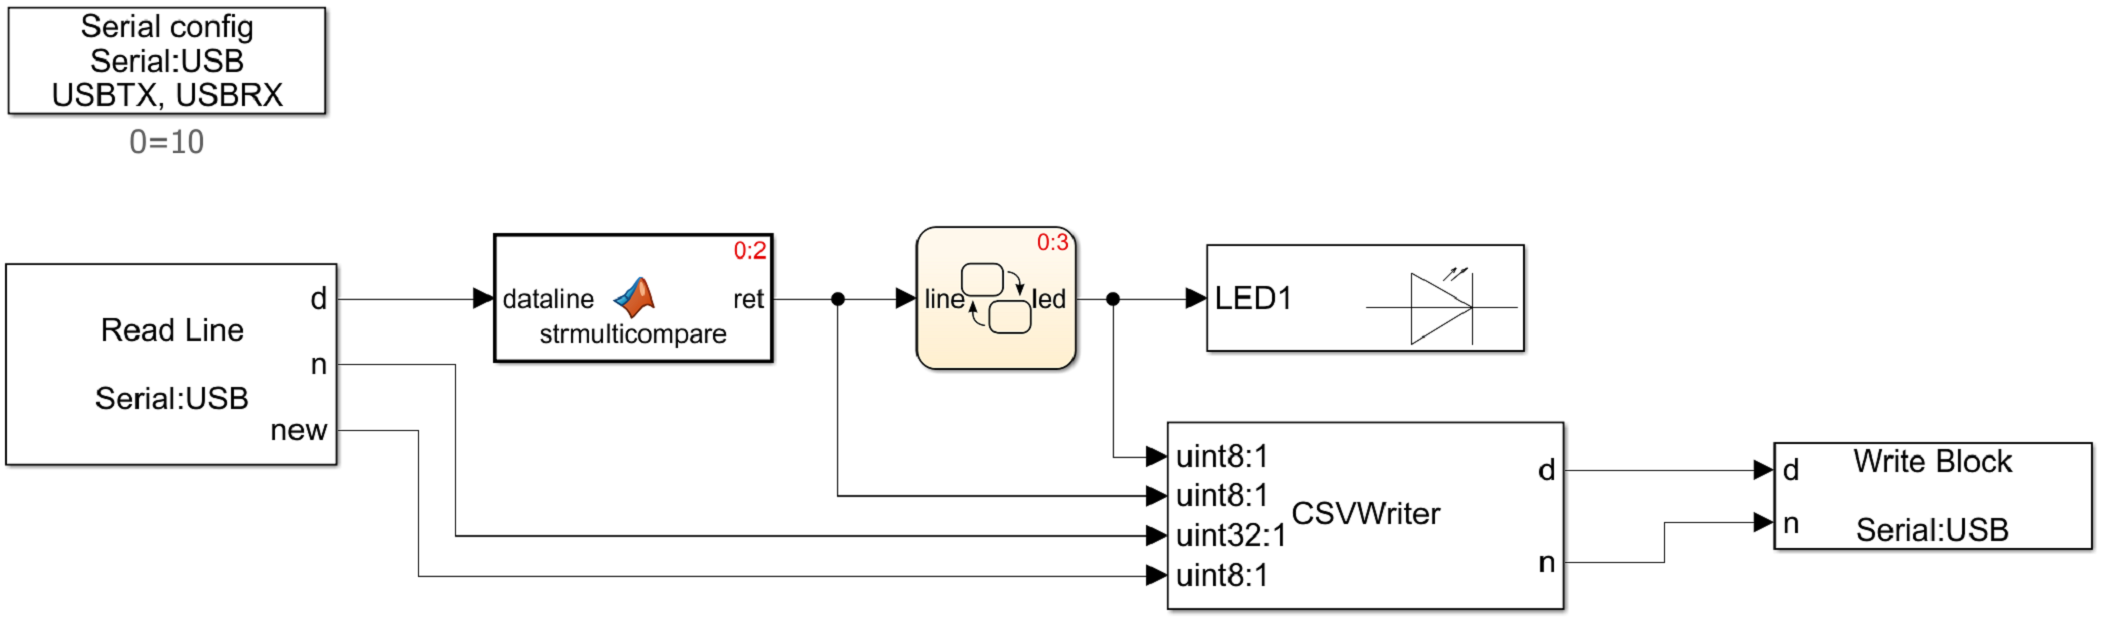 Serial config
Serial:USB
USBTX, USBRX
0=10
Read Line
Serial:USB
d
n
new
0:2
dataline
ret
strmulticompare
0:3
line
led
LED1
uint8:1
uint8:1
uint32:1
uint8:1
CSVWriter
d
n
d
n
Write Block
Serial:USB